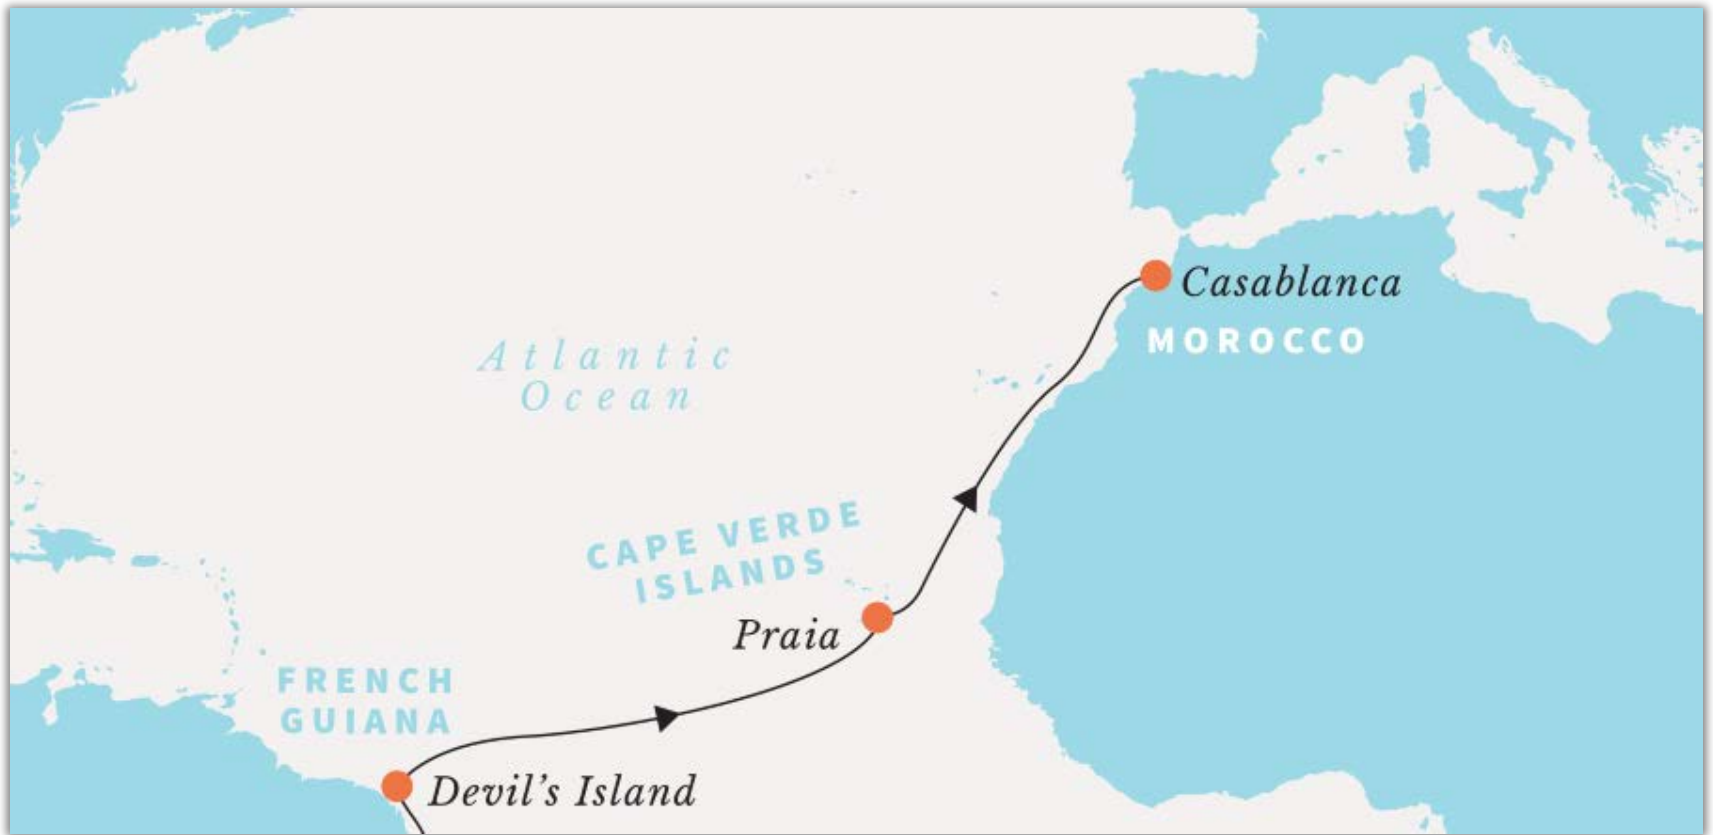 Casablanca
MOROCCO
Atlantic
Ocean
CAPE VERDE
ISLANDS
Praia
FRENCH
GUIANA
Devil’s Island